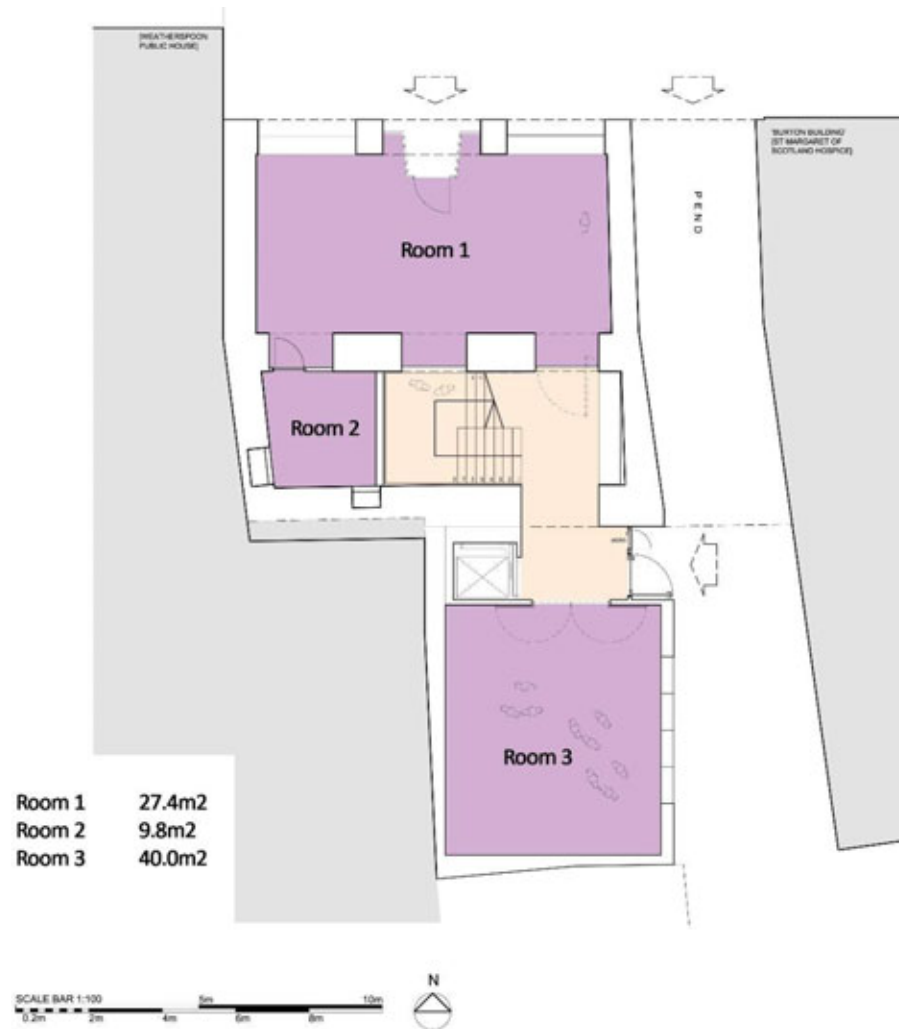 [WEATHERSPOON
PUBLIC HOUSE]
'BURTON BUILDING'
[ST MARGARET OF
SCOTLAND HOSPICE]
PEND
Room 1
Room 2
Room 3
Room 1 27.4m2
Room 2 9.8m2
Room 3 40.0m2
N
SCALE BAR 1:100
5m 10m
0.2m 2m 4m 6m 8m